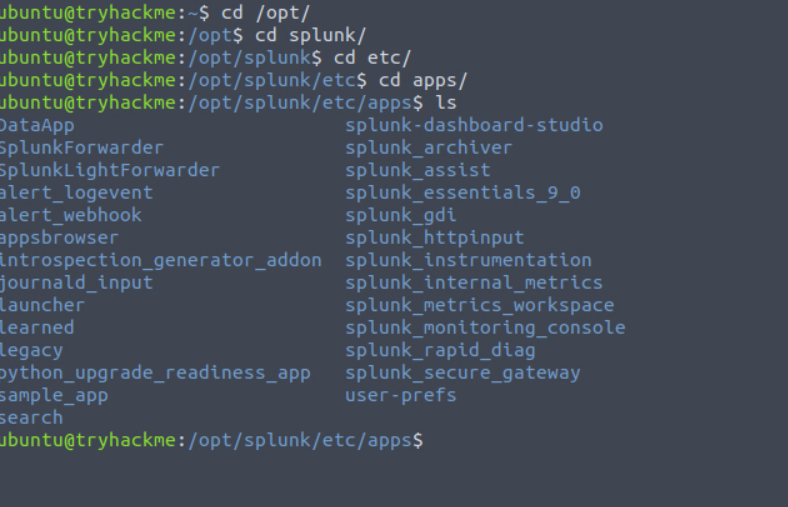 ubuntu@tryhackme:~$ cd /opt/
ubuntu@tryhackme:/opt$ cd splunk/
ubuntu@tryhackme:/opt/splunk$ cd etc/
ubuntu@tryhackme:/opt/splunk/etc$ cd apps/
ubuntu@tryhackme:/opt/splunk/etc/apps$ ls
DataApp splunk-dashboard-studio
SplunkForwarder splunk_archiver
SplunkLightForwarder splunk_assist
alert_logevent splunk_essentials_9_0
alert_webhook splunk_gdi
appsbrowser splunk_httpinput
introspection_generator_addon splunk_instrumentation
journald_input splunk_internal_metrics
launcher splunk_metrics_workspace
learned splunk_monitoring_console
legacy splunk_rapid_diag
python_upgrade_readiness_app splunk_secure_gateway
sample_app user-prefs
search
ubuntu@tryhackme:/opt/splunk/etc/apps$